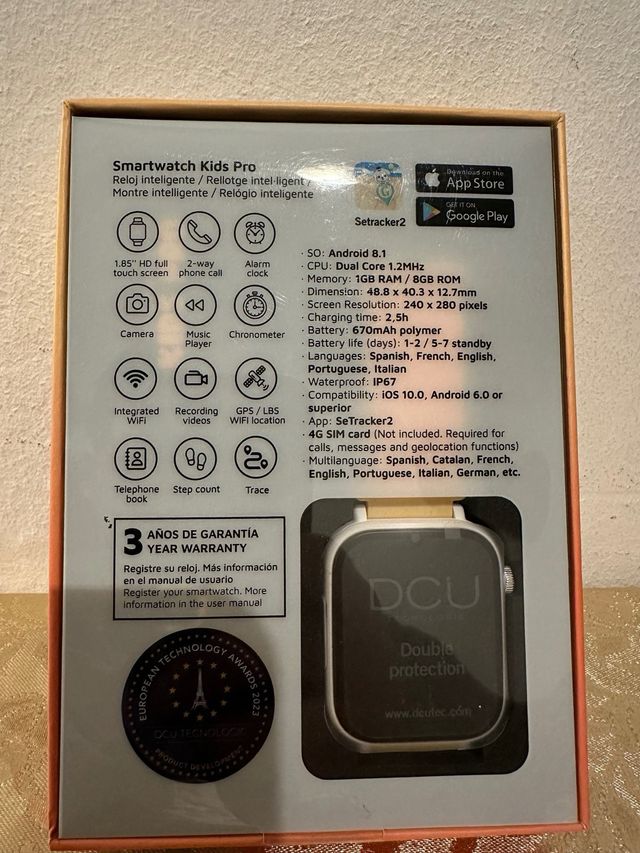 Smartwatch Kids Pro
Reloj inteligente / Rellotge intel·ligent /
Montre intelligente / Relógio inteligente
Setracker2
Download on the
App Store
GET IT ON
Google Play
1.85" HD full
touch screen
2-way
phone call
Alarm
clock
Camera
Music
Player
Chronometer
Integrated
WiFi
Recording
videos
GPS / LBS
WIFI location
Telephone
book
Step count
Trace
· SO: Android 8.1
· CPU: Dual Core 1.2MHz
· Memory: 1GB RAM / 8GB ROM
· Dimension: 48.8 x 40.3 x 12.7mm
· Screen Resolution: 240 x 280 pixels
· Charging time: 2,5h
· Battery: 670mAh polymer
· Battery life (days): 1-2 / 5-7 standby
· Languages: Spanish, French, English,
Portuguese, Italian
· Waterproof: IP67
· Compatibility: iOS 10.0, Android 6.0 or
superior
· App: SeTracker2
· 4G SIM card (Not included. Required for
calls, messages and geolocation functions)
· Multilanguage: Spanish, Catalan, French,
English, Portuguese, Italian, German, etc.
3 AÑOS DE GARANTÍA
YEAR WARRANTY
Registre su reloj. Más información
en el manual de usuario
Register your smartwatch. More
information in the user manual
EUROPEAN TECHNOLOGY AWARDS 2023
DCU TECNOLOGIC
PRODUCT DEVELOPMENT
DCU
TECNOLOGIC
Double
protection
www.dcutec.com